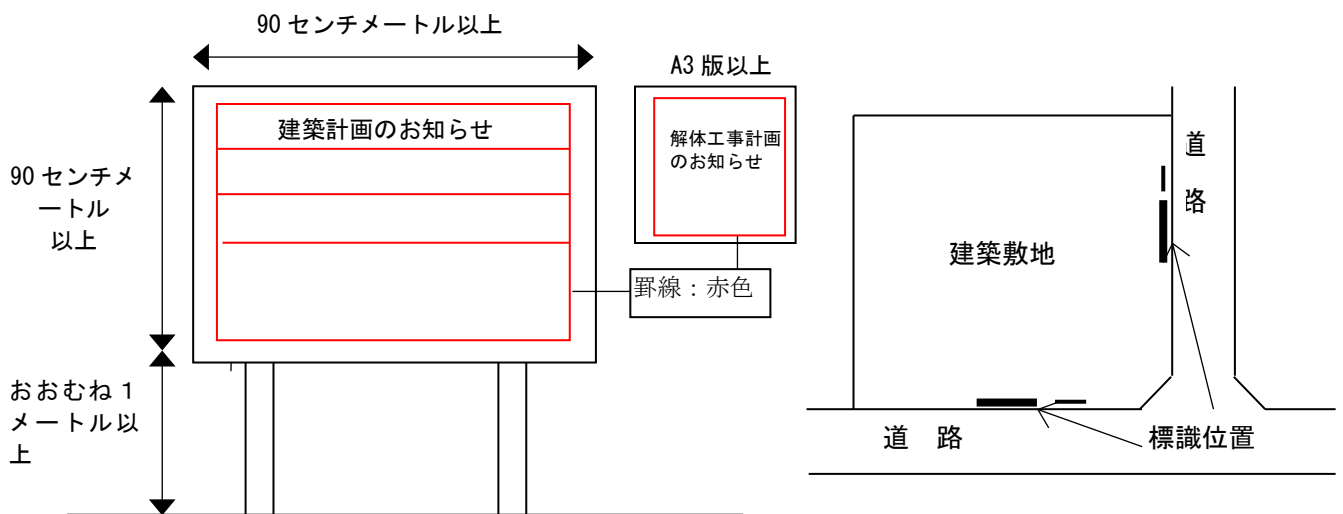 90 センチメートル以上
A3 版以上
建築計画のお知らせ
解体工事計画
のお知らせ
90 センチメ
ートル
以上
罫線：赤色
おおむね 1
メートル以
上
建築敷地
道
路
道 路
標識位置